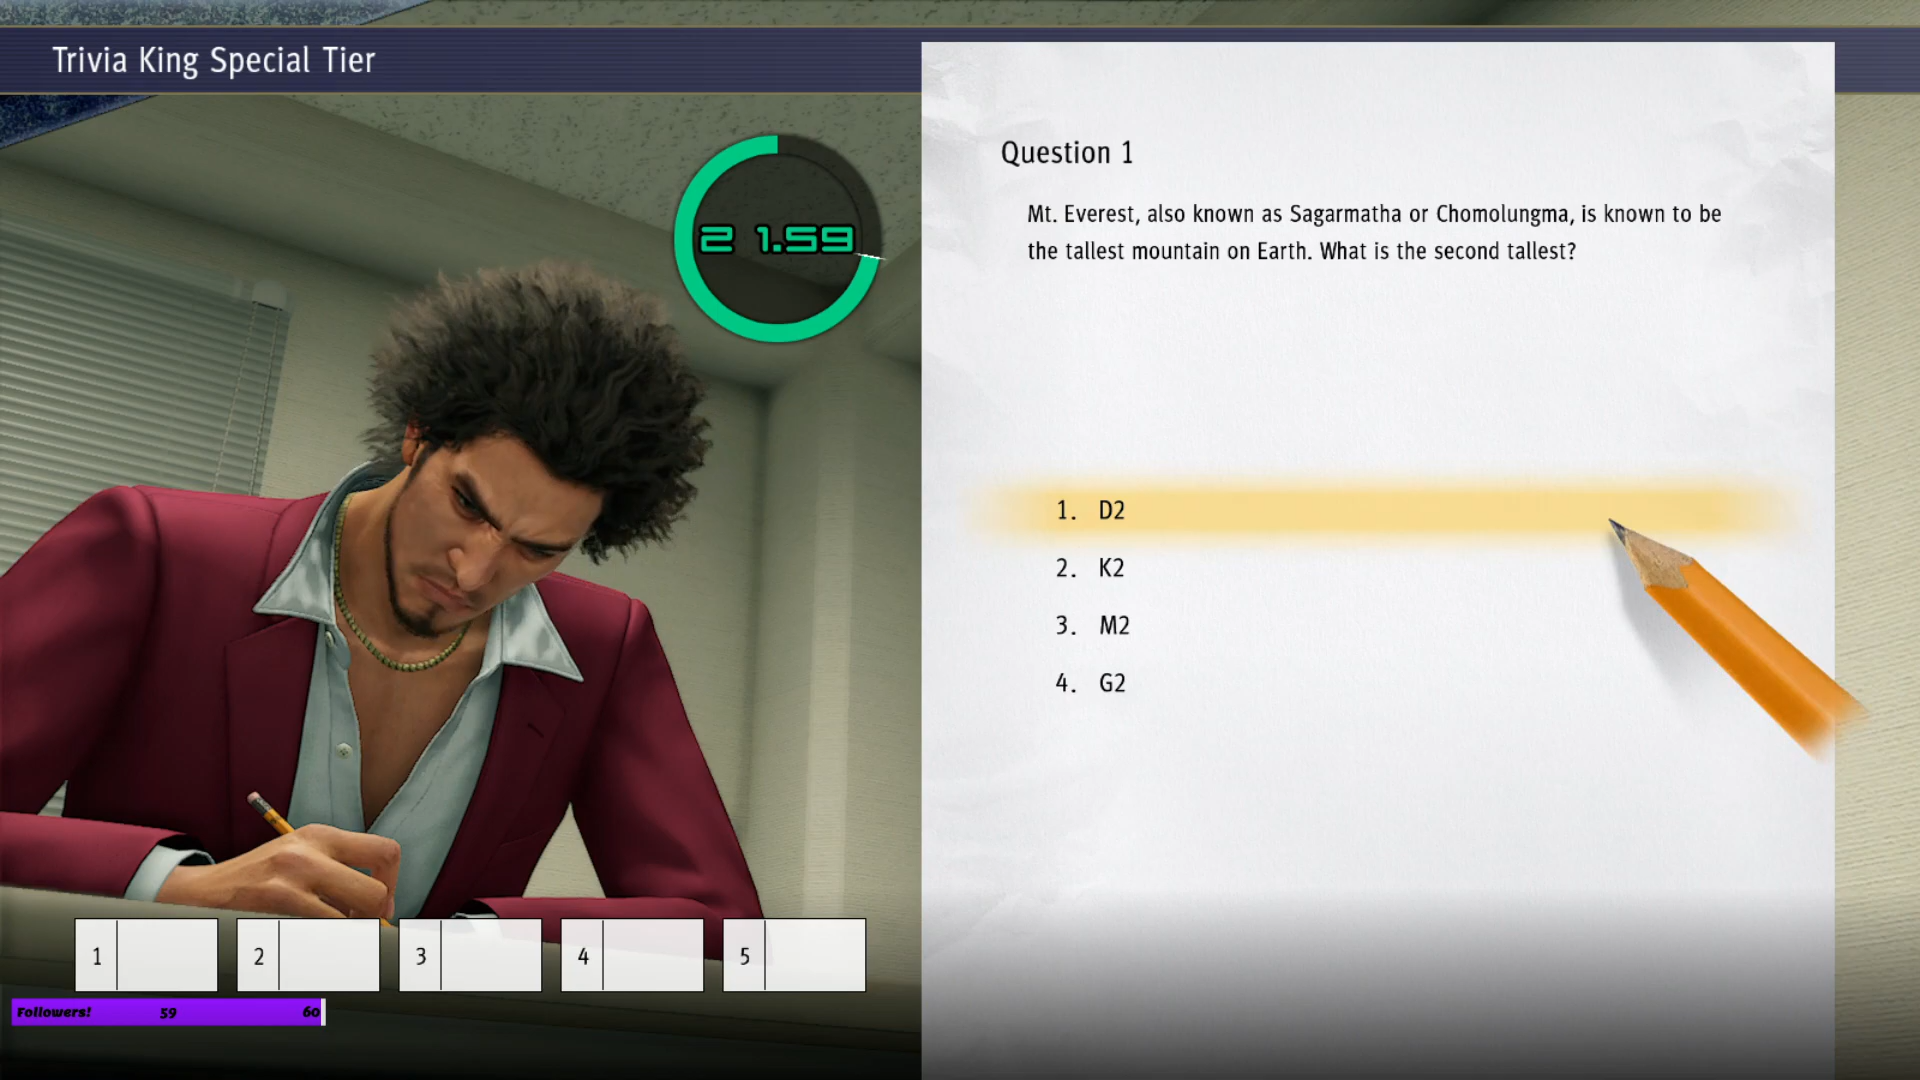 Trivia King Special Tier
21.59
Question 1
Mt. Everest, also known as Sagarmatha or Chomolungma, is known to be
the tallest mountain on Earth. What is the second tallest?
1. D2
2. K2
3. M2
4. G2
1 2 3 4 5
Followers! 59 60